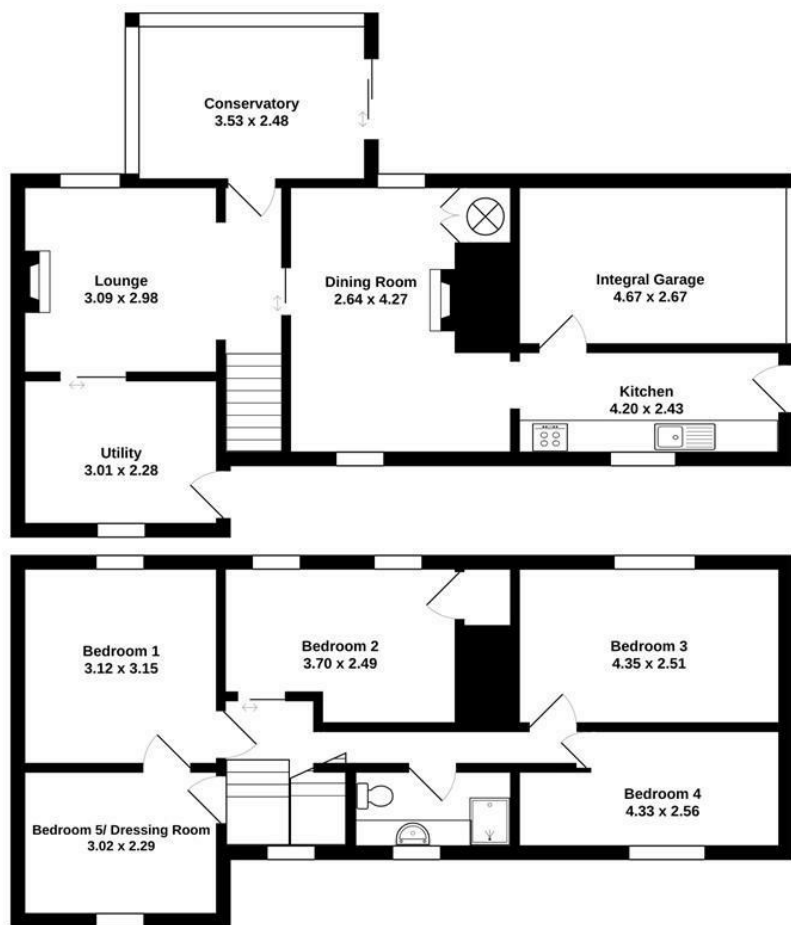 Conservatory
3.53 x 2.48
Lounge
3.09 x 2.98
Dining Room
2.64 x 4.27
Integral Garage
4.67 x 2.67
Kitchen
4.20 x 2.43
Utility
3.01 x 2.28
Bedroom 1
3.12 x 3.15
Bedroom 2
3.70 x 2.49
Bedroom 3
4.35 x 2.51
Bedroom 4
4.33 x 2.56
Bedroom 5/ Dressing Room
3.02 x 2.29